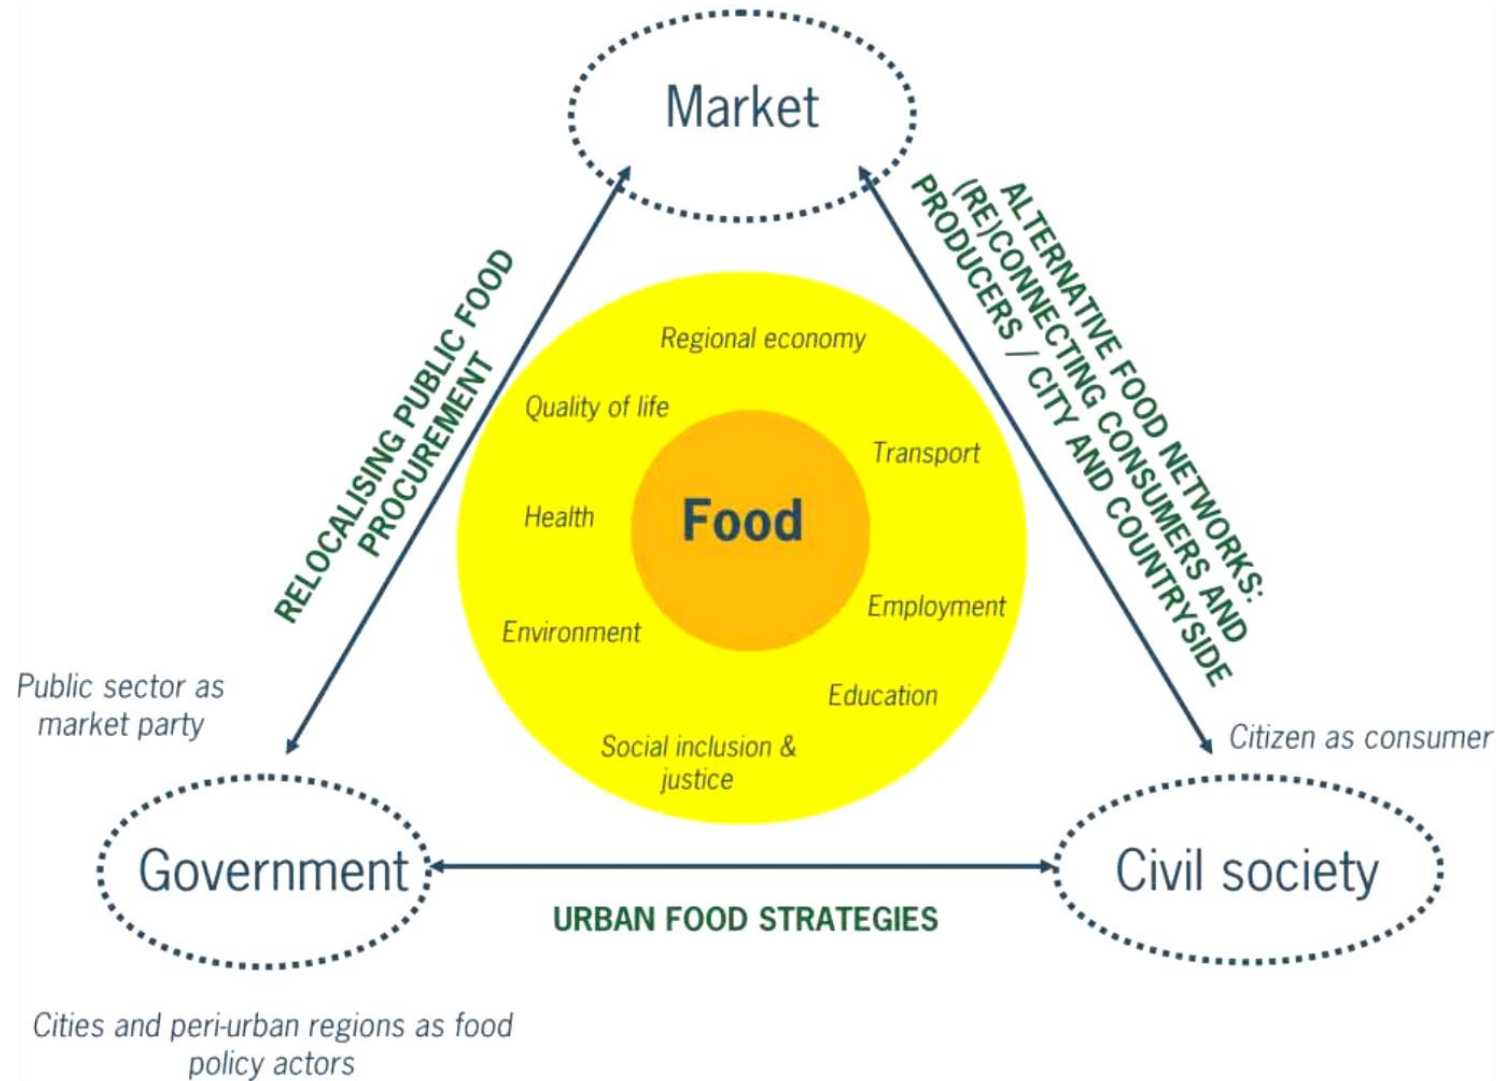 Market
RELOCALISING PUBLIC FOOD
PROCUREMENT
ALTERNATIVE FOOD NETWORKS:
(RE)CONNECTING CONSUMERS AND
PRODUCERS / CITY AND COUNTRYSIDE
Regional economy
Quality of life
Transport
Health
Food
Employment
Environment
Education
Social inclusion &
justice
Public sector as
market party
Citizen as consumer
Government
Civil society
URBAN FOOD STRATEGIES
Cities and peri-urban regions as food
policy actors